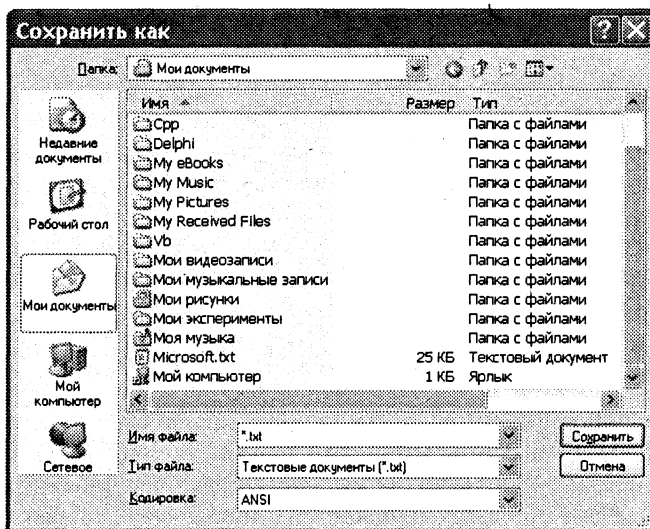 Сохранить как
Папка: Мои документы
Имя Размер Тип
Cpp Папка с файлами
Delphi Папка с файлами
My eBooks Папка с файлами
My Music Папка с файлами
My Pictures Папка с файлами
My Received Files Папка с файлами
Vb Папка с файлами
Мои видеозаписи Папка с файлами
Мои музыкальные записи Папка с файлами
Мои рисунки Папка с файлами
Мои эксперименты Папка с файлами
Моя музыка Папка с файлами
Microsoft.txt 25 КБ Текстовый документ
Мой компьютер 1 КБ Ярлык
Недавние
документы
Рабочий стол
Мои документы
Мой
компьютер
Сетевое
Имя файла: *.txt Сохранить
Тип файла: Текстовые документы (*.txt) Отмена
Кодировка: ANSI